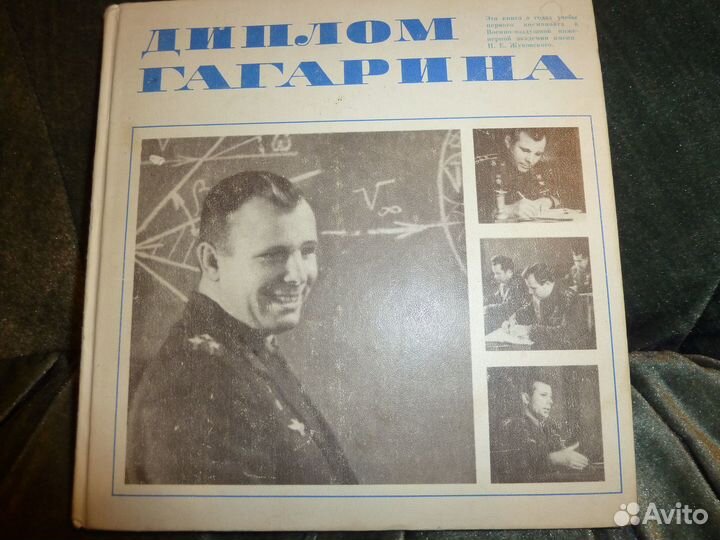 ДИПЛОМ
ГАГАРИНА
Эта книга о годах учебы
первого космонавта в
Военно-воздушной инже-
нерной академии имени
Н. Е. Жуковского.
β
V∞
Avito